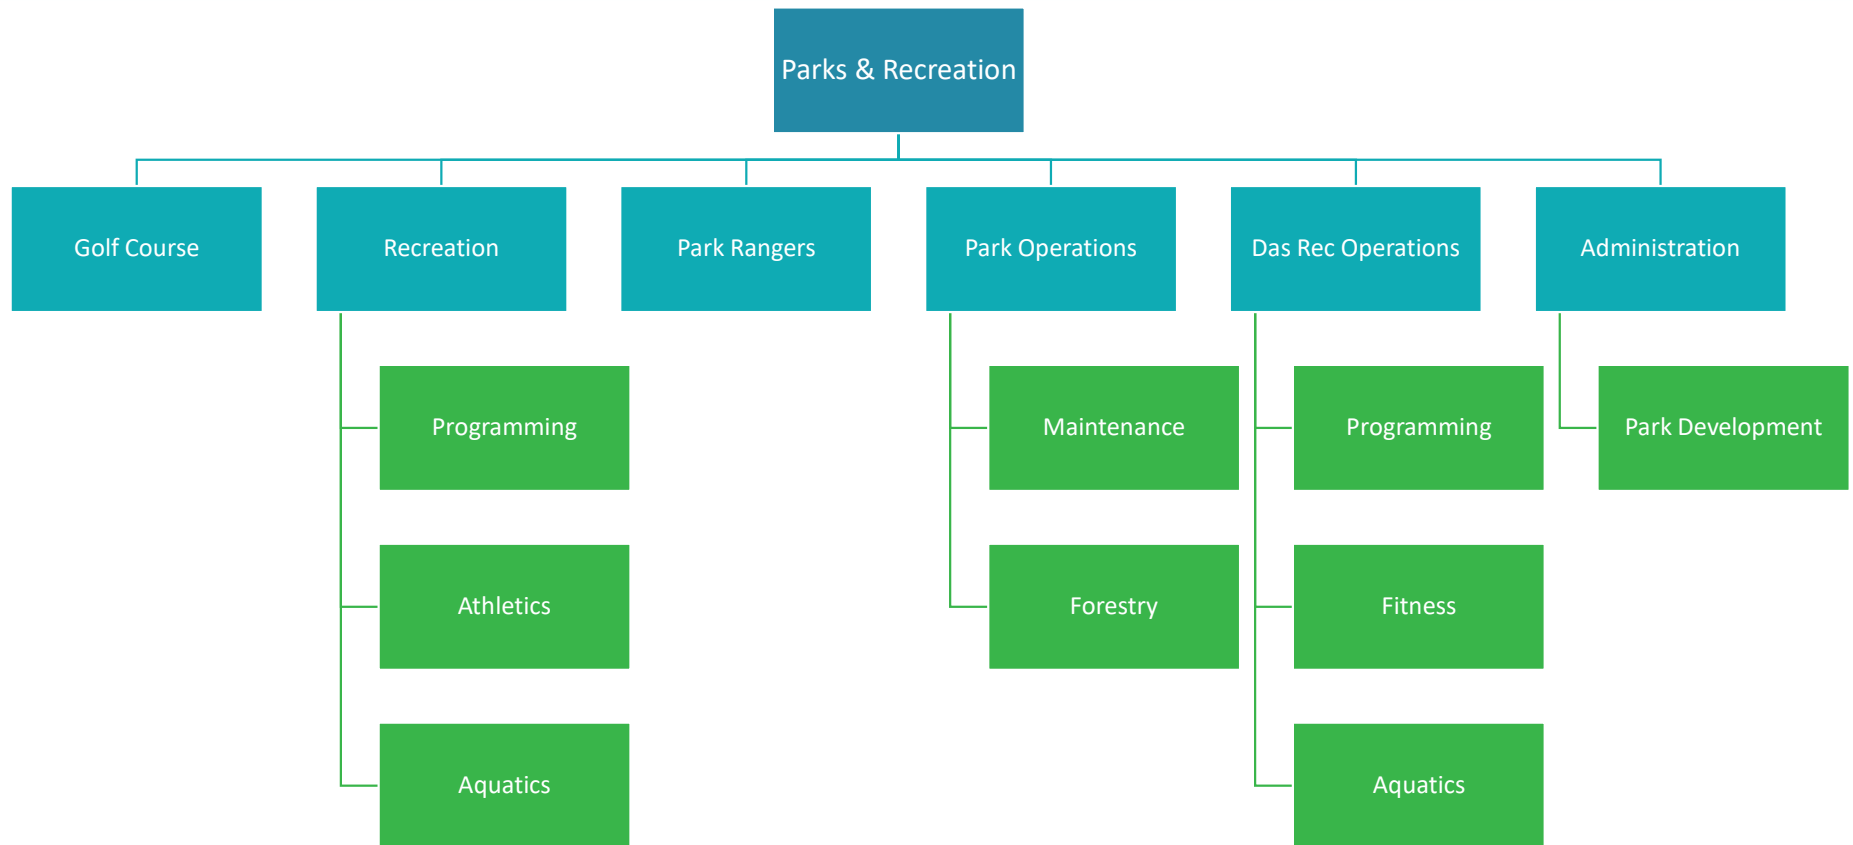 Parks & Recreation
Golf Course
Recreation
Park Rangers
Park Operations
Das Rec Operations
Administration
Programming
Maintenance
Programming
Park Development
Athletics
Forestry
Fitness
Aquatics
Aquatics